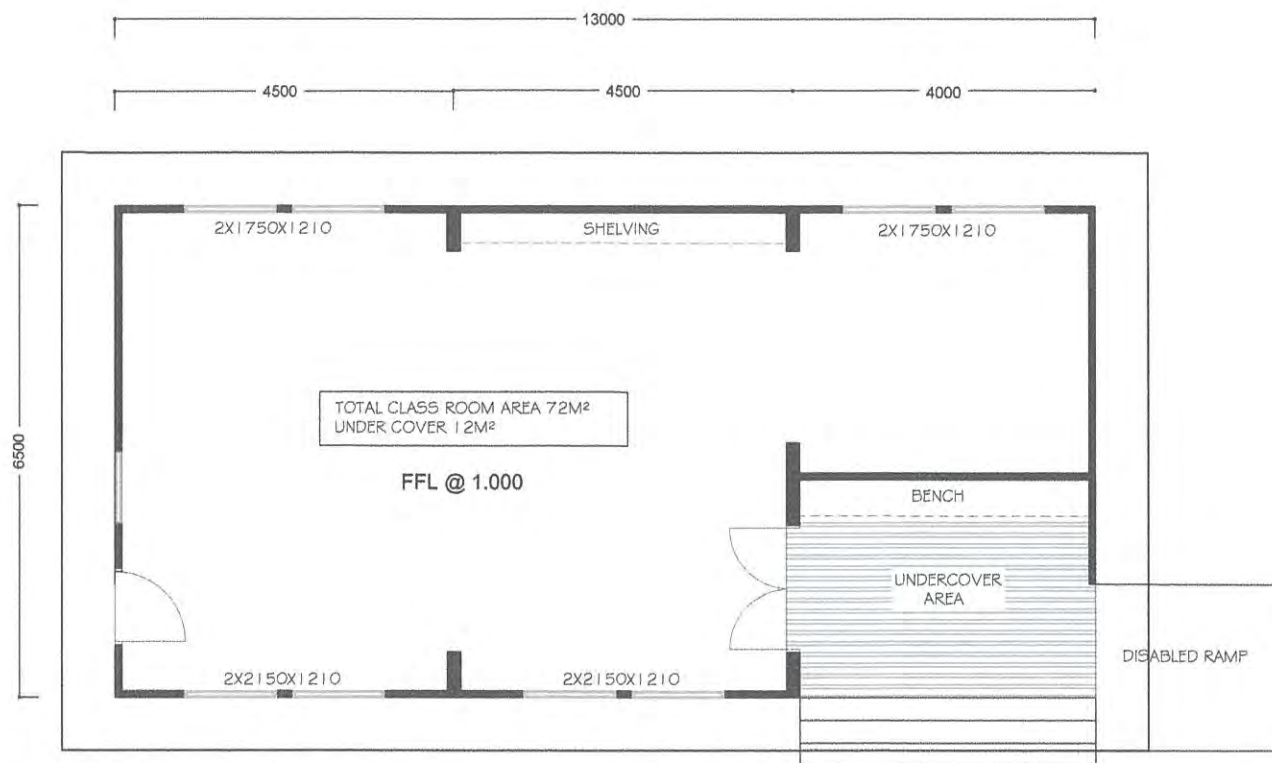 13000
4500
4500
4000
2X1750X1210
SHELVING
2X1750X1210
6500
TOTAL CLASS ROOM AREA 72M²
UNDER COVER 12M²
FFL @ 1.000
BENCH
UNDERCOVER
AREA
DISABLED RAMP
2X2150X1210
2X2150X1210